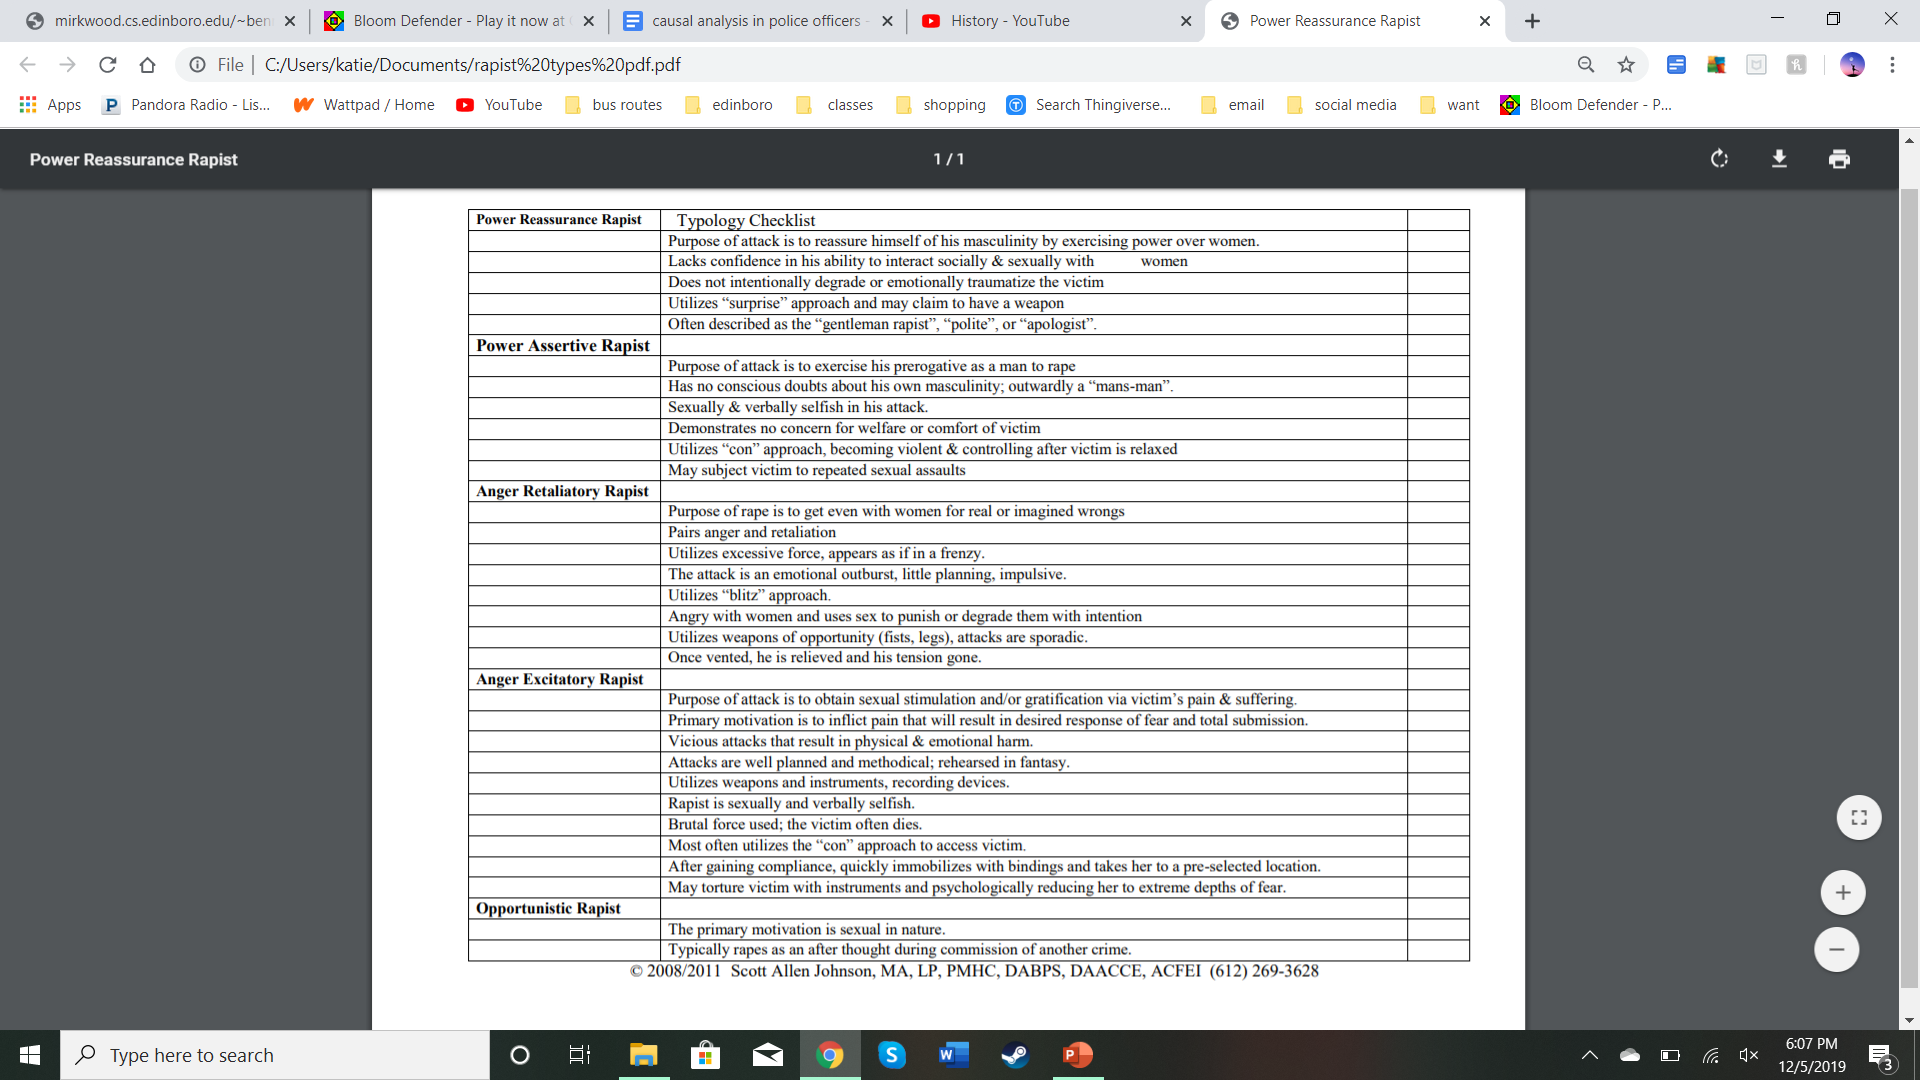 mirkwood.cs.edinboro.edu/~ben
Bloom Defender - Play it now at
causal analysis in police officers -
History - YouTube
Power Reassurance Rapist
File
C:/Users/katie/Documents/rapist%20types%20pdf.pdf
Apps
Pandora Radio - Lis...
Wattpad / Home
YouTube
bus routes
edinboro
classes
shopping
Search Thingiverse...
email
social media
want
Bloom Defender - P...
Power Reassurance Rapist
1 / 1
Power Reassurance Rapist Typology Checklist
Purpose of attack is to reassure himself of his masculinity by exercising power over women.
Lacks confidence in his ability to interact socially & sexually with women
Does not intentionally degrade or emotionally traumatize the victim
Utilizes “surprise” approach and may claim to have a weapon
Often described as the “gentleman rapist”, “polite”, or “apologist”.
Power Assertive Rapist
Purpose of attack is to exercise his prerogative as a man to rape
Has no conscious doubts about his own masculinity; outwardly a “mans-man”.
Sexually & verbally selfish in his attack.
Demonstrates no concern for welfare or comfort of victim
Utilizes “con” approach, becoming violent & controlling after victim is relaxed
May subject victim to repeated sexual assaults
Anger Retaliatory Rapist
Purpose of rape is to get even with women for real or imagined wrongs
Pairs anger and retaliation
Utilizes excessive force, appears as if in a frenzy.
The attack is an emotional outburst, little planning, impulsive.
Utilizes “blitz” approach.
Angry with women and uses sex to punish or degrade them with intention
Utilizes weapons of opportunity (fists, legs), attacks are sporadic.
Once vented, he is relieved and his tension gone.
Anger Excitatory Rapist
Purpose of attack is to obtain sexual stimulation and/or gratification via victim’s pain & suffering.
Primary motivation is to inflict pain that will result in desired response of fear and total submission.
Vicious attacks that result in physical & emotional harm.
Attacks are well planned and methodical; rehearsed in fantasy.
Utilizes weapons and instruments, recording devices.
Rapist is sexually and verbally selfish.
Brutal force used; the victim often dies.
Most often utilizes the “con” approach to access victim.
After gaining compliance, quickly immobilizes with bindings and takes her to a pre-selected location.
May torture victim with instruments and psychologically reducing her to extreme depths of fear.
Opportunistic Rapist
The primary motivation is sexual in nature.
Typically rapes as an after thought during commission of another crime.
© 2008/2011 Scott Allen Johnson, MA, LP, PMHC, DABPS, DAACCE, ACFEI (612) 269-3628
Type here to search
6:07 PM
12/5/2019
3